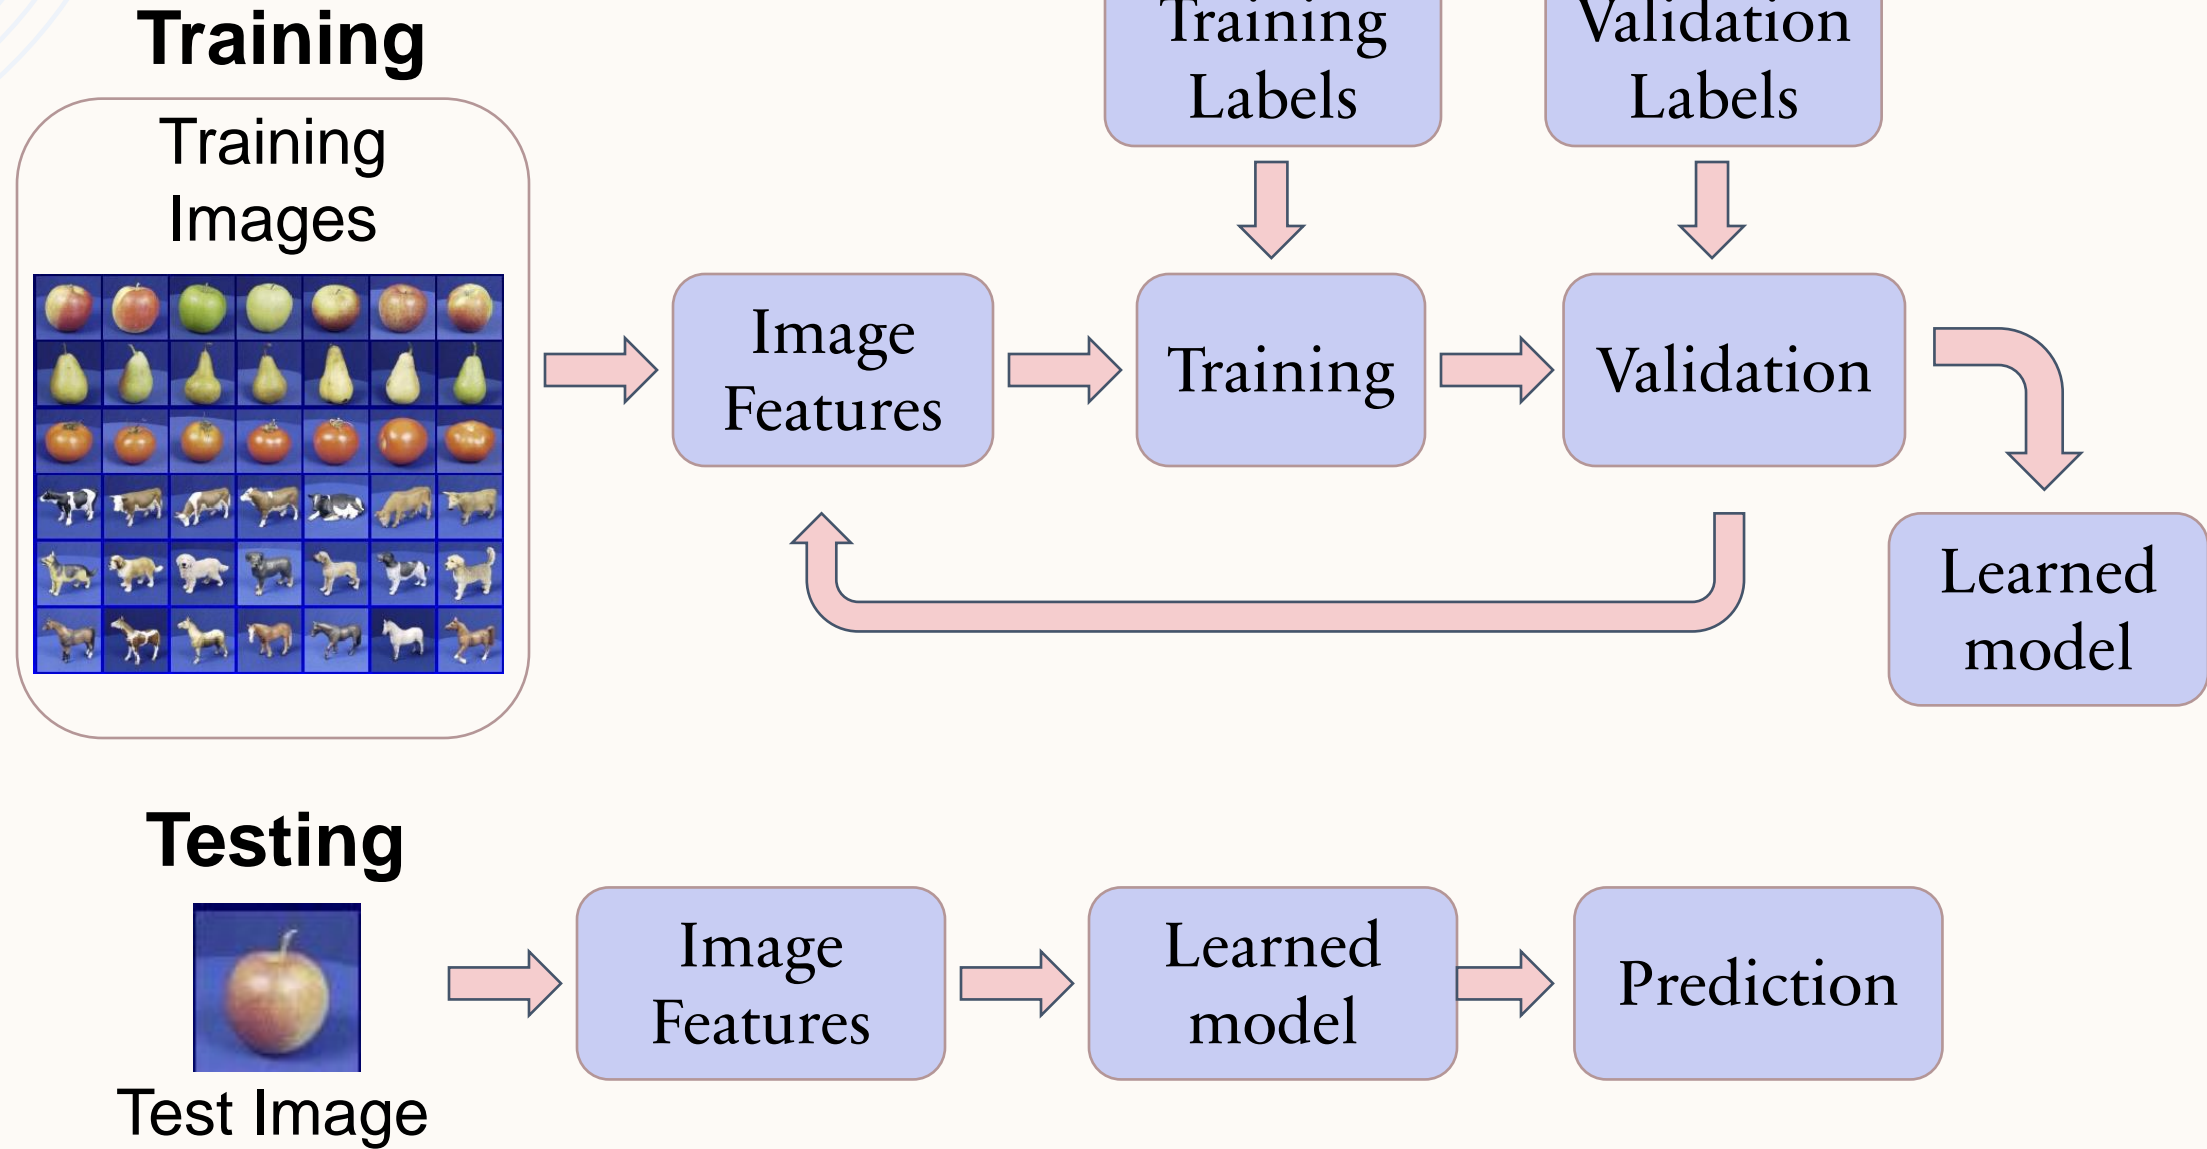 Training
Training
Images
Training
Labels
Validation
Labels
Image
Features
Training
Validation
Learned
model
Testing
Test Image
Image
Features
Learned
model
Prediction